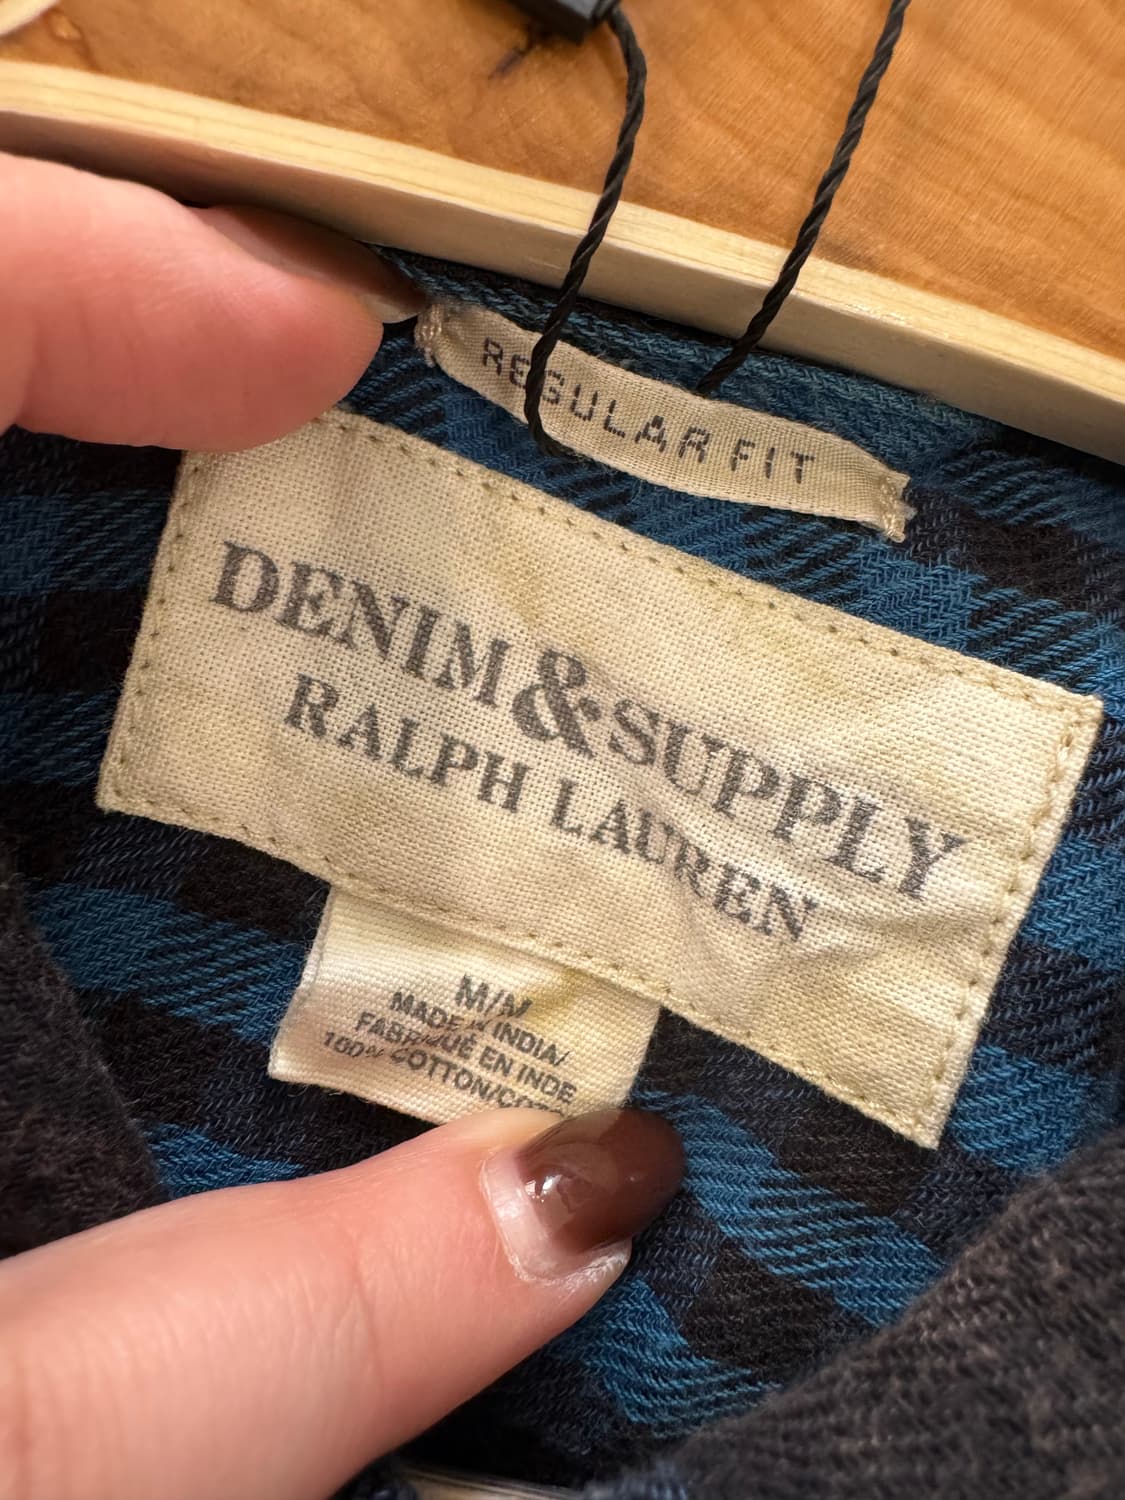 REGULAR FIT
DENIM&SUPPLY
RALPH LAUREN
M/M
MADE IN INDIA/
FABRIQUÉ EN INDE
100% COTTON/